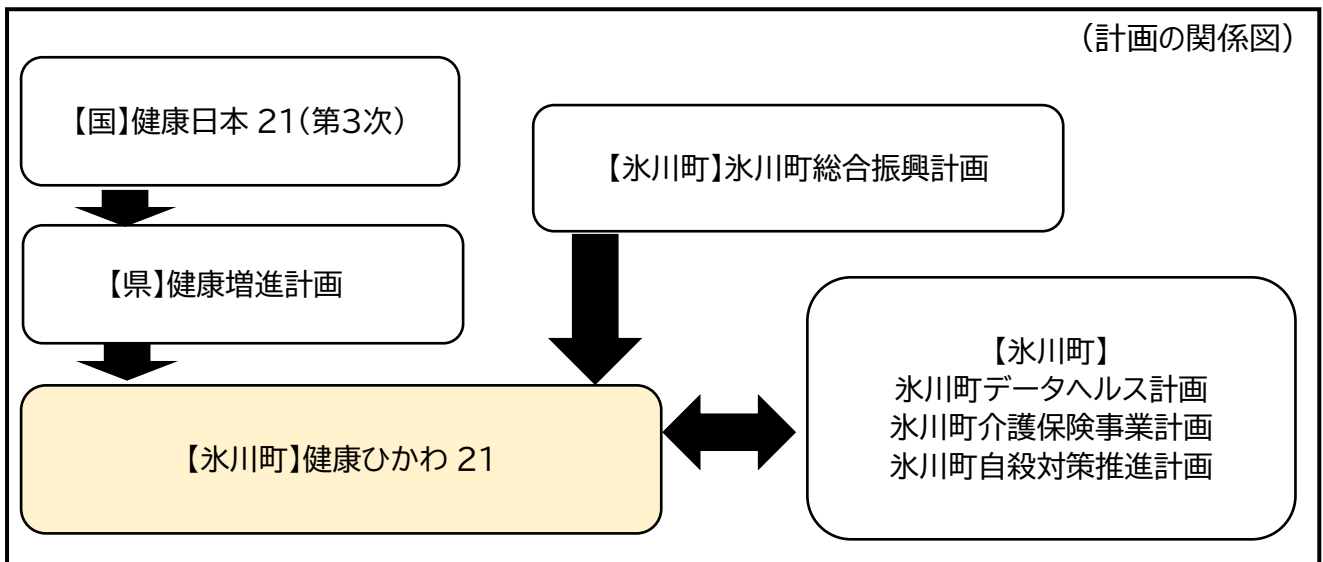 （計画の関係図）
【国】健康日本 21（第3次）
【氷川町】氷川町総合振興計画
【県】健康増進計画
【氷川町】
氷川町データヘルス計画
氷川町介護保険事業計画
氷川町自殺対策推進計画
【氷川町】健康ひかわ 21